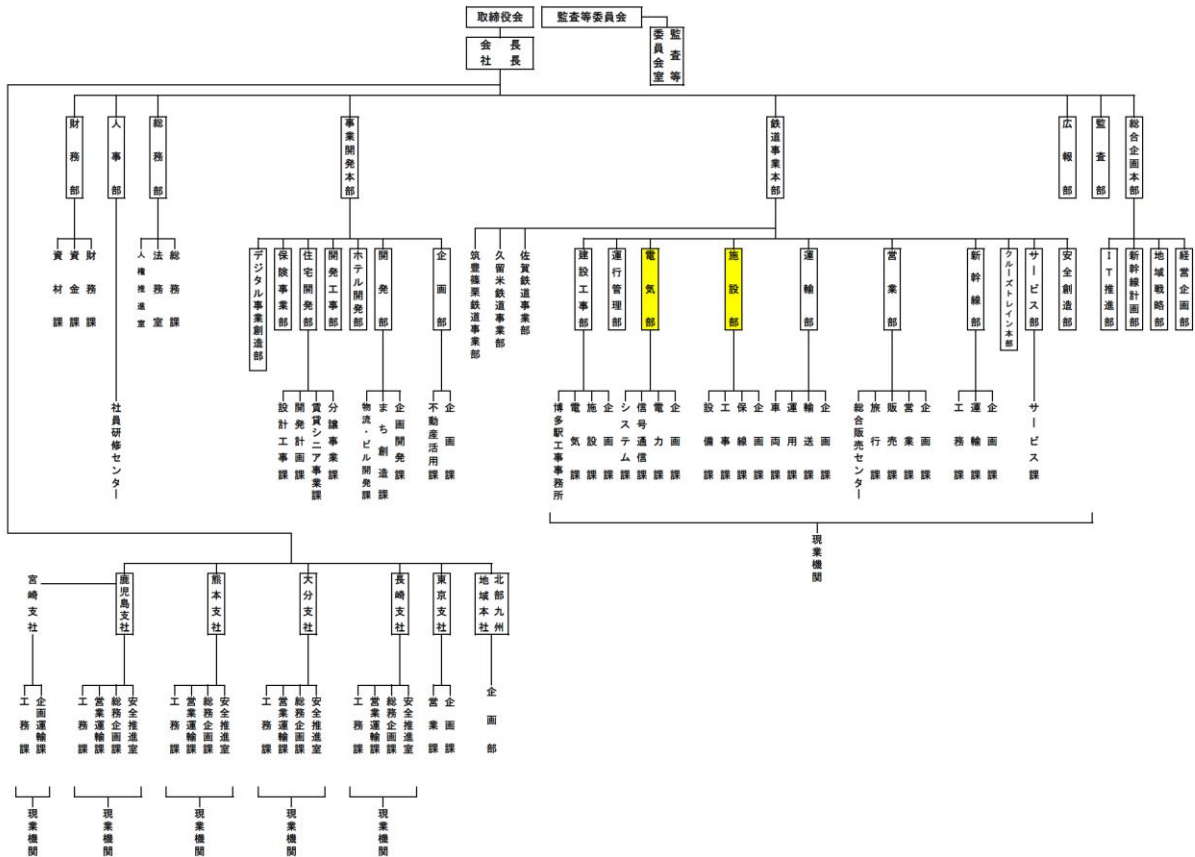 取締役会
監査等委員会
会長
社長
監査等
委員会室
財務部
人事部
総務部
事業開発本部
鉄道事業本部
広報部
監査部
総合企画本部
資材課
資金課
財務課
人権推進室
法務室
総務課
デジタル事業創造部
保険事業部
住宅開発部
開発工事部
ホテル開発部
開発部
企画部
筑豊篠栗鉄道事業部
久留米鉄道事業部
佐賀鉄道事業部
建設工事部
運行管理部
電気部
施設部
運輸部
営業部
新幹線部
クルーズトレイン本部
サービス部
安全創造部
IT推進部
新幹線計画部
地域戦略部
経営企画部
社員研修センター
設計工事課
開発計画課
賃貸シニア事業課
分譲事業課
物流・ビル開発課
まち創造課
企画開発課
不動産活用課
企画課
博多駅工事事務所
電気課
施設課
企画課
システム課
信号通信課
電力課
企画課
設備課
工事課
保線課
企画課
車両課
運用課
輸送課
企画課
総合販売センター
旅行課
販売課
営業課
企画課
工務課
運輸課
企画課
サービス課
現業機関
宮崎支社
鹿児島支社
熊本支社
大分支社
長崎支社
東京支社
北部九州
地域本社
工務課
企画運輸課
工務課
営業運輸課
総務企画課
安全推進室
工務課
営業運輸課
総務企画課
安全推進室
工務課
営業運輸課
総務企画課
安全推進室
工務課
営業運輸課
総務企画課
安全推進室
営業課
企画課
企画部
現業機関
現業機関
現業機関
現業機関
現業機関